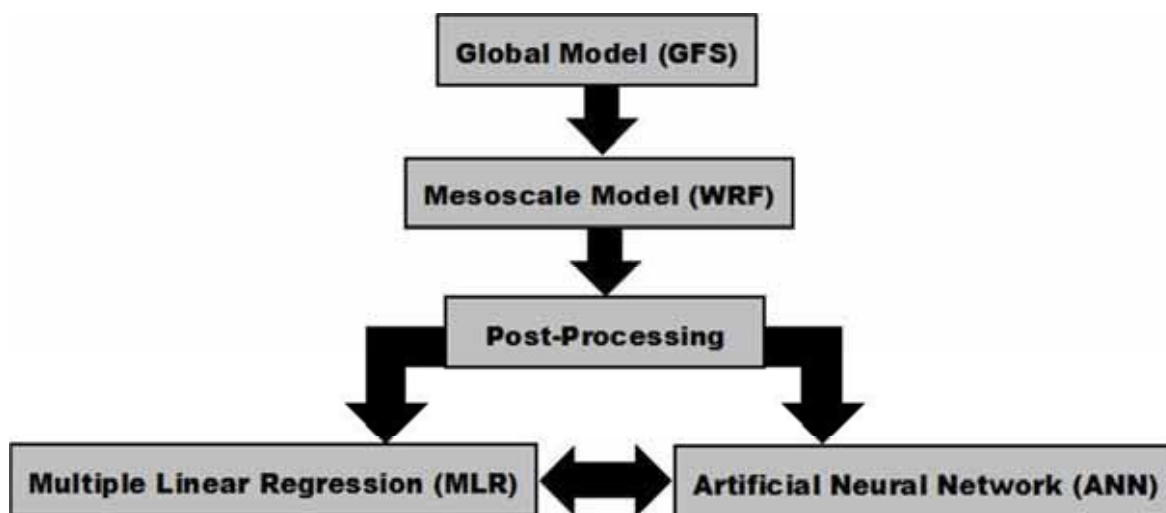 Global Model (GFS)
Mesoscale Model (WRF)
Post-Processing
Multiple Linear Regression (MLR)
Artificial Neural Network (ANN)